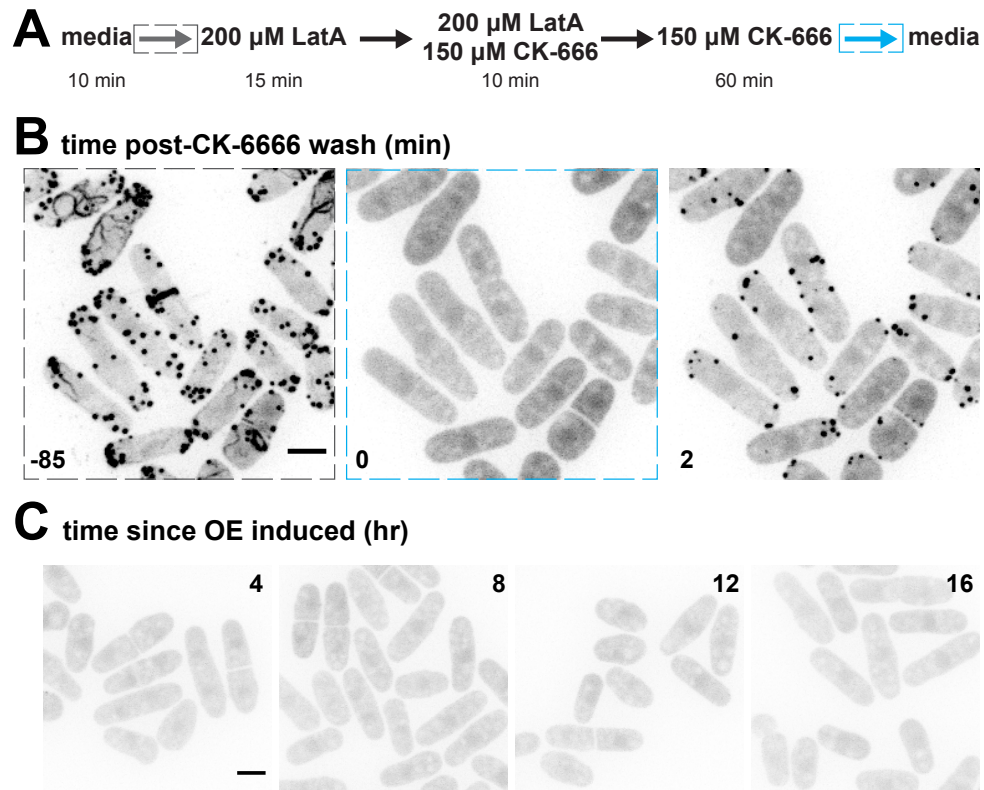 A media 200 µM LatA 200 µM LatA 150 µM CK-666 150 µM CK-666 media
10 min 15 min 10 min 60 min
B time post-CK-6666 wash (min)
-85 0 2
C time since OE induced (hr)
4 8 12 16